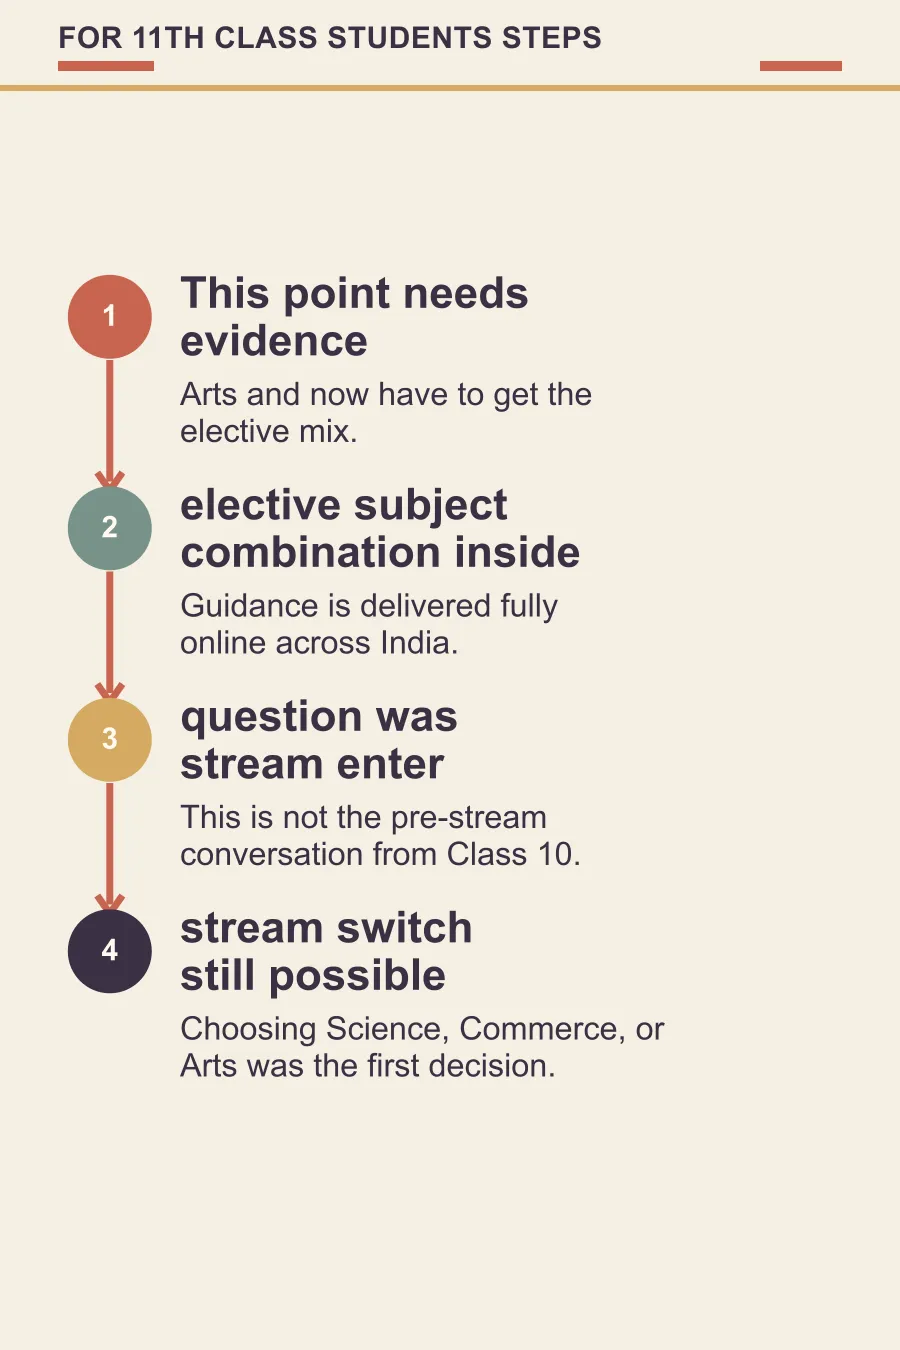 FOR 11TH CLASS STUDENTS STEPS
1
This point needs
evidence
Arts and now have to get the
elective mix.
2
elective subject
combination inside
Guidance is delivered fully
online across India.
3
question was
stream enter
This is not the pre-stream
conversation from Class 10.
4
stream switch
still possible
Choosing Science, Commerce, or
Arts was the first decision.